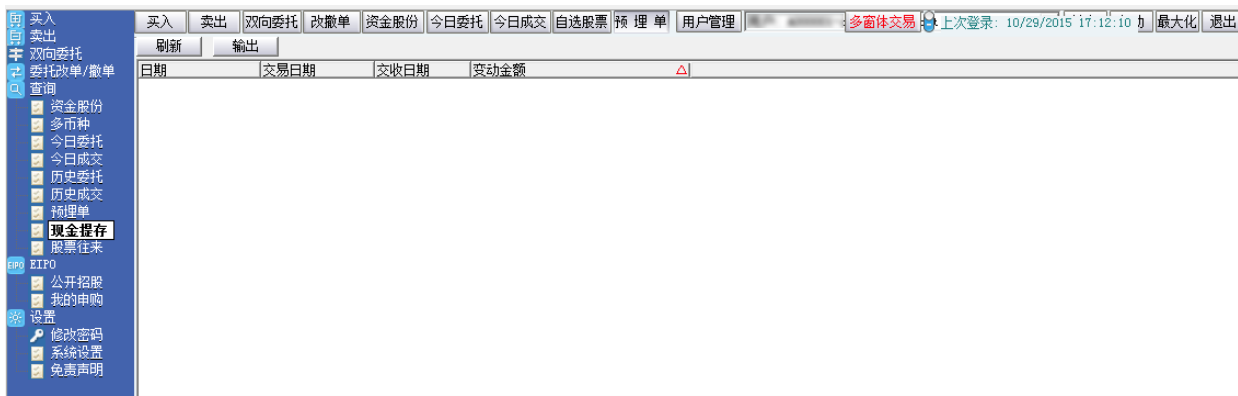 买入 卖出 双向委托 改撤单 资金股份 今日委托 今日成交 自选股票 预 埋 单 用户管理 多窗体交易 上次登录: 10/29/2015 17:12:10 最大化 退出
刷新 输出
日期 交易日期 交收日期 变动金额
买入
卖出
双向委托
委托改单/撤单
查询
资金股份
多币种
今日委托
今日成交
历史委托
历史成交
预埋单
现金提存
股票往来
EIPO EIPO
公开招股
我的申购
设置
修改密码
系统设置
免责声明